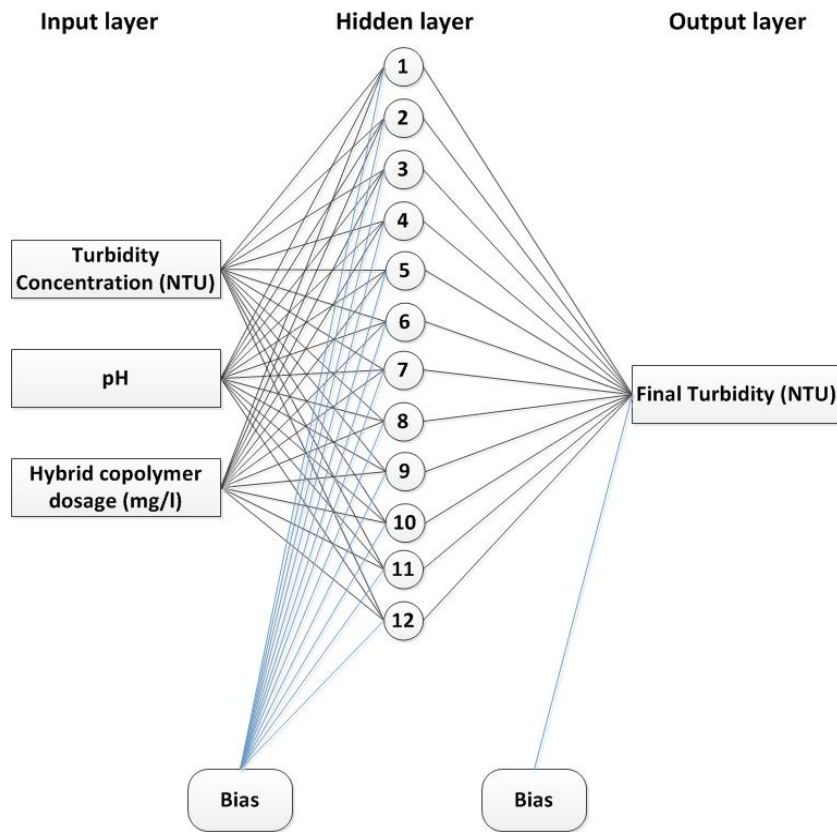 Input layer
Hidden layer
Output layer
1
2
3
4
5
6
7
8
9
10
11
12
Turbidity
Concentration (NTU)
pH
Hybrid copolymer
dosage (mg/l)
Final Turbidity (NTU)
Bias
Bias